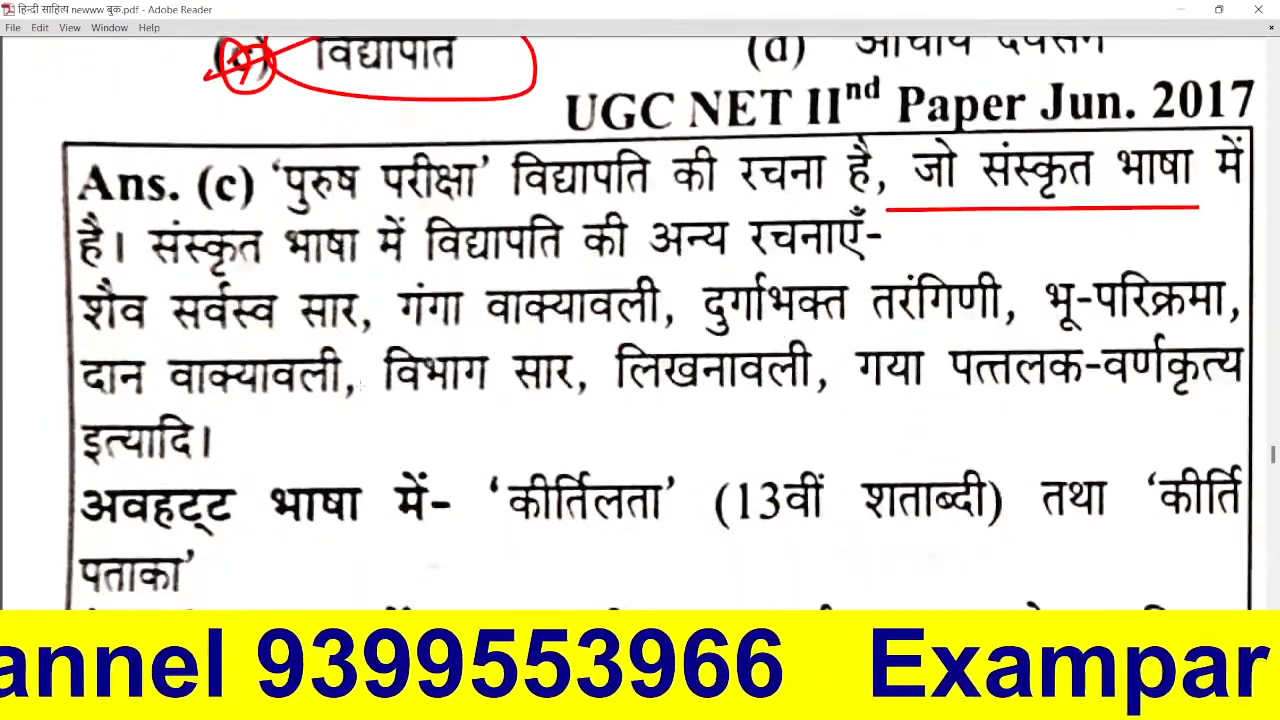 हिन्दी साहित्य newww बुक.pdf - Adobe Reader
File Edit View Window Help
विद्यापति (d) आचार्य देवसेन
UGC NET IInd Paper Jun. 2017
Ans. (c) ‘पुरुष परीक्षा’ विद्यापति की रचना है, जो संस्कृत भाषा में
है। संस्कृत भाषा में विद्यापति की अन्य रचनाएँ-
शैव सर्वस्व सार, गंगा वाक्यावली, दुर्गाभक्त तरंगिणी, भू-परिक्रमा,
दान वाक्यावली, विभाग सार, लिखनावली, गया पत्तलक-वर्णकृत्य
इत्यादि।
अवहट्ट भाषा में- ‘कीर्तिलता’ (13वीं शताब्दी) तथा ‘कीर्ति
पताका’
annel 9399553966 Exampar